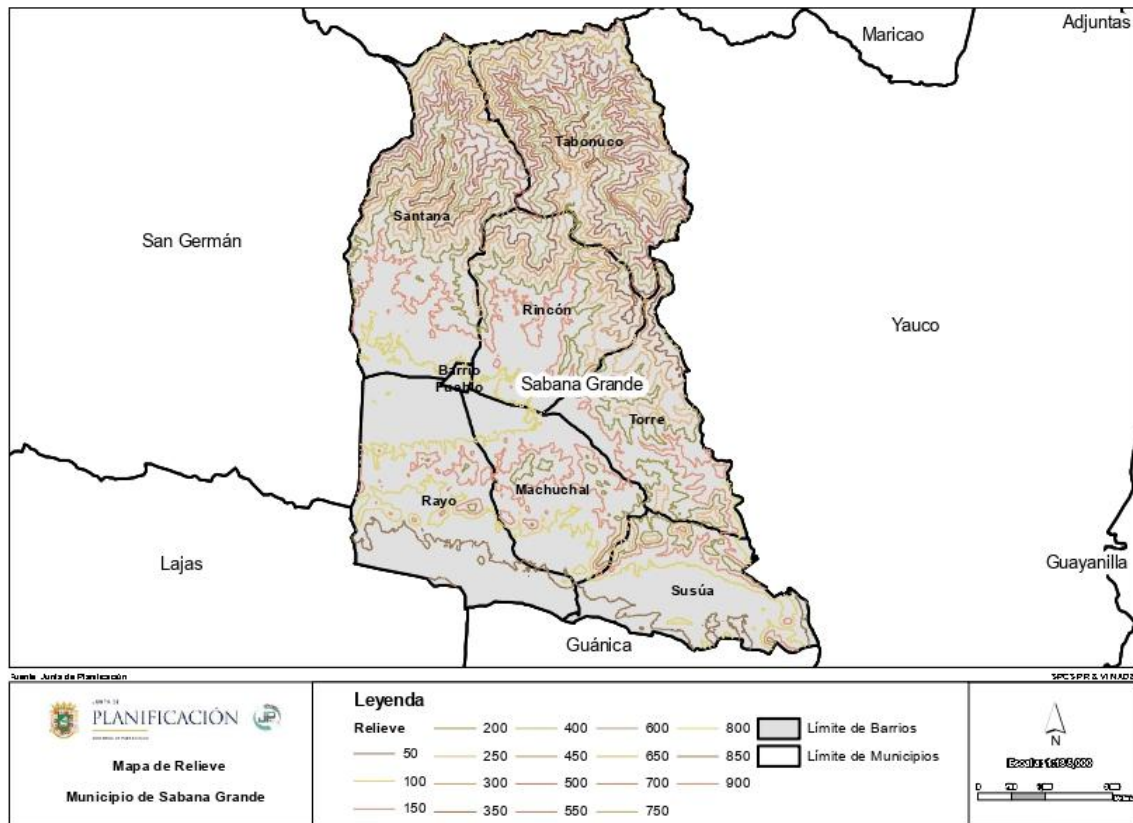 Adjuntas
Maricao
Tabonuco
Santana
San Germán
Rincón
Yauco
Barrio
Pueblo
Sabana Grande
Torre
Machuchal
Rayo
Lajas
Guayanilla
Susúa
Guánica
Fuente Junta de Planificación
JUNTA DE
PLANIFICACIÓN
JP
Mapa de Relieve
Municipio de Sabana Grande
Leyenda
Relieve
50
100
150
200
250
300
350
400
450
500
550
600
650
700
750
800
850
900
Límite de Barrios
Límite de Municipios
N